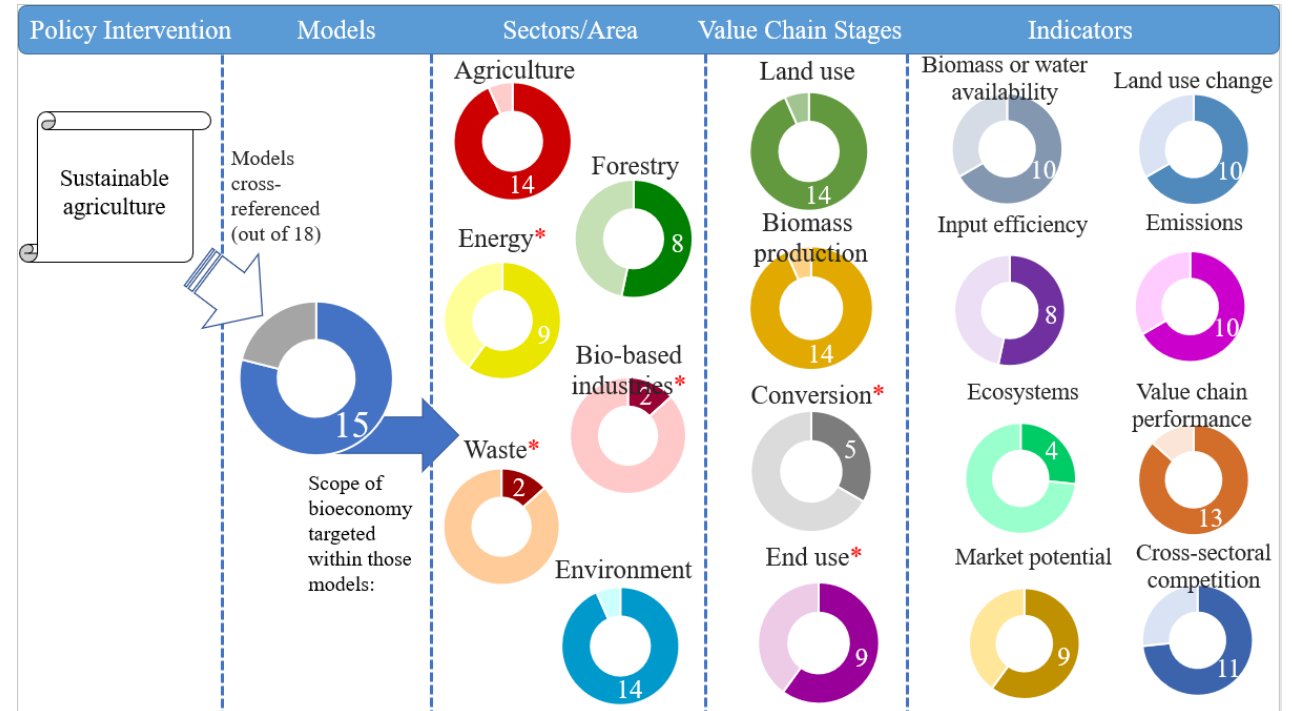 Policy Intervention
Models
Sectors/Area
Value Chain Stages
Indicators
Sustainable
agriculture
Models
cross-
referenced
(out of 18)
15
Scope of
bioeconomy
targeted
within those
models:
Agriculture
14
Forestry
8
Energy*
9
Bio-based
industries*
2
Waste*
2
Environment
14
Land use
14
Biomass
production
14
Conversion*
5
End use*
9
Biomass or water
availability
10
Land use change
10
Input efficiency
8
Emissions
10
Ecosystems
4
Value chain
performance
13
Market potential
9
Cross-sectoral
competition
11